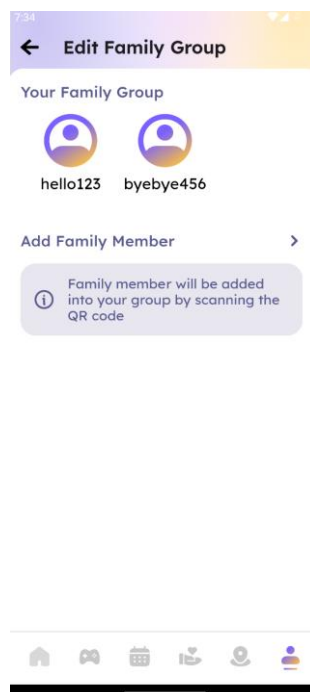 7:34
Edit Family Group
Your Family Group
hello123 byebye456
Add Family Member
Family member will be added
into your group by scanning the
QR code